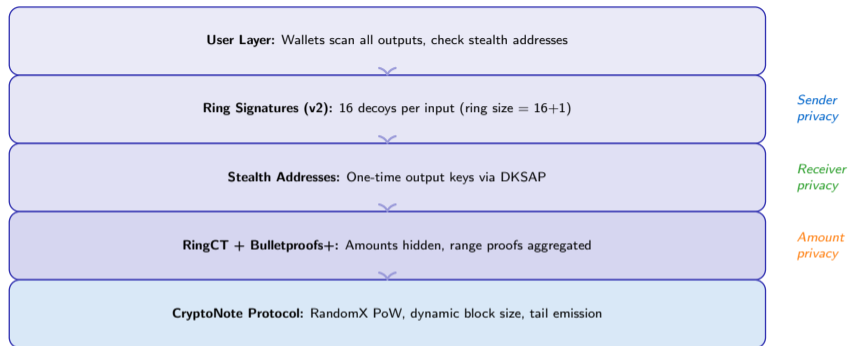 User Layer: Wallets scan all outputs, check stealth addresses
Ring Signatures (v2): 16 decoys per input (ring size = 16+1)
Sender
privacy
Stealth Addresses: One-time output keys via DKSAP
Receiver
privacy
RingCT + Bulletproofs+: Amounts hidden, range proofs aggregated
Amount
privacy
CryptoNote Protocol: RandomX PoW, dynamic block size, tail emission